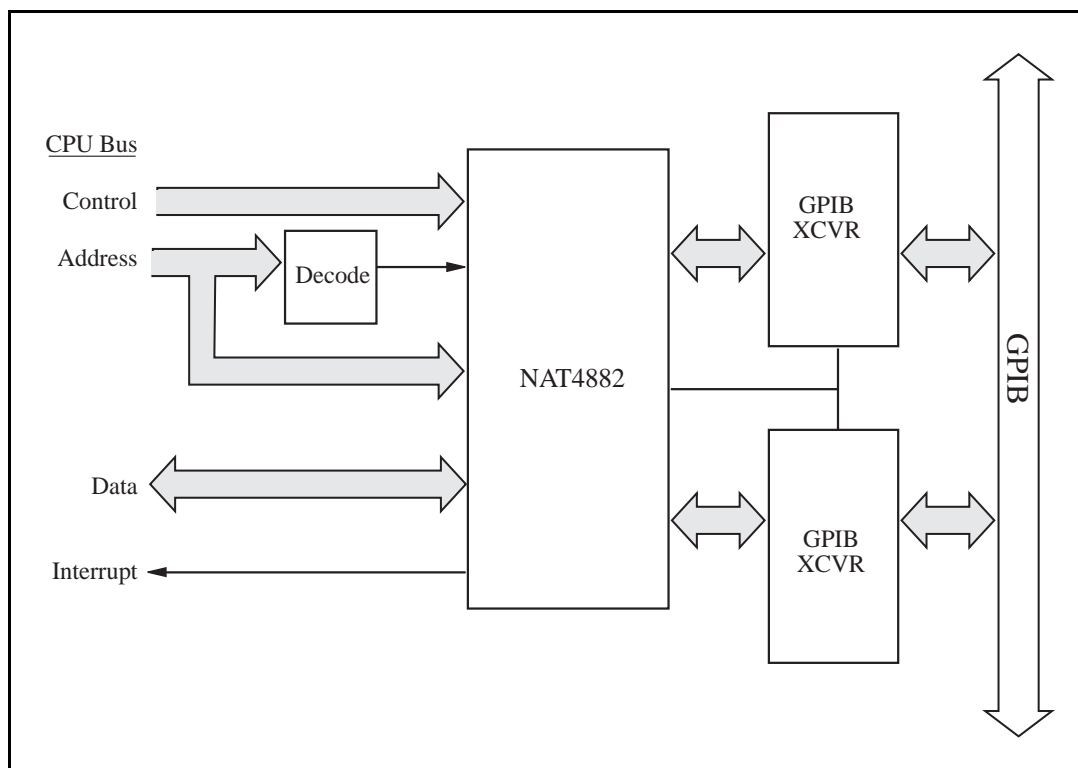 CPU Bus
Control
Address
Decode
Data
Interrupt
NAT4882
GPIB
XCVR
GPIB
XCVR
GPIB